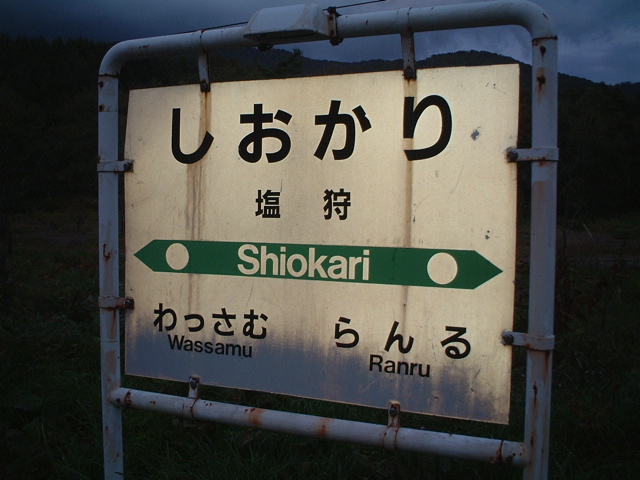 しおかり
塩狩
Shiokari
わっさむ らんる
Wassamu Ranru